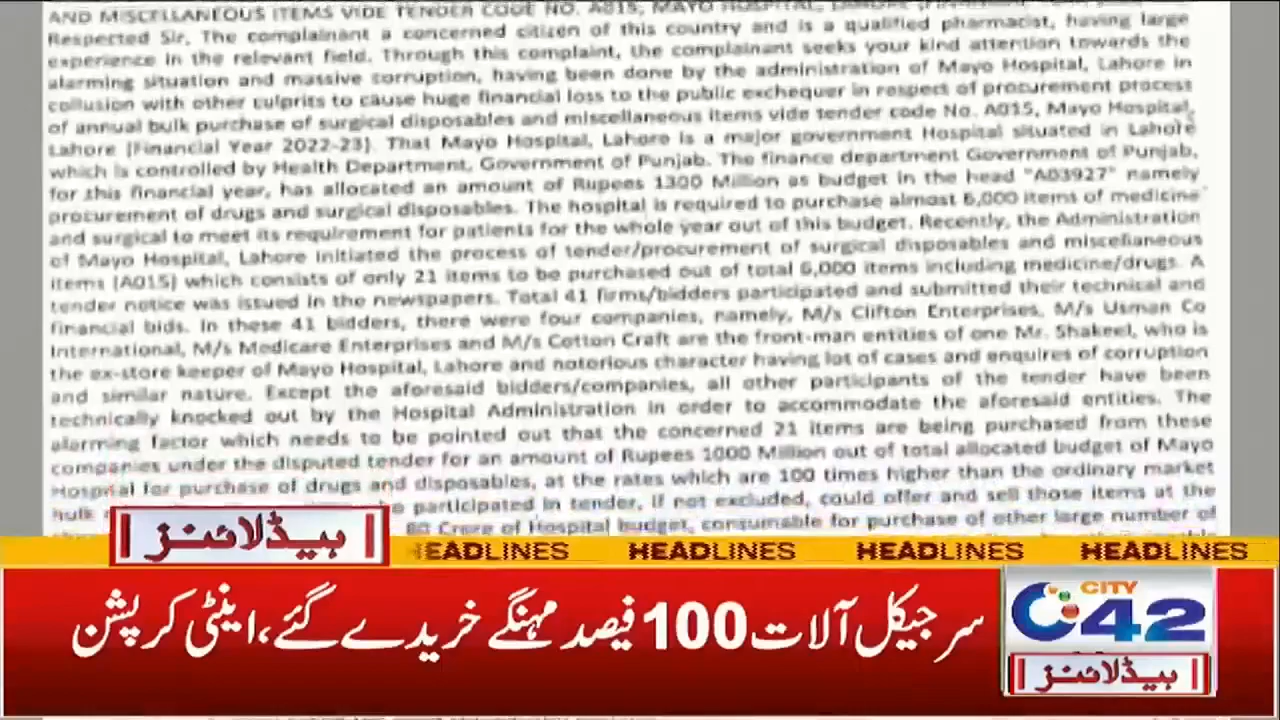 AND MISCELLANEOUS ITEMS VIDE TENDER CODE NO. A015, MAYO HOSPITAL, LAHORE
Respected Sir, The complainant a concerned citizen of this country and is a qualified pharmacist, having large
experience in the relevant field. Through this complaint, the complainant seeks your kind attention towards the
alarming situation and massive corruption, having been done by the administration of Mayo Hospital, Lahore in
collusion with other culprits to cause huge financial loss to the public exchequer in respect of procurement process
of annual bulk purchase of surgical disposables and miscellaneous items vide tender code No. A015, Mayo Hospital,
Lahore (Financial Year 2022-23). That Mayo Hospital, Lahore is a major government Hospital situated in Lahore
which is controlled by Health Department, Government of Punjab. The finance department Government of Punjab,
for this financial year, has allocated an amount of Rupees 1300 Million as budget in the head "A03927" namely
procurement of drugs and surgical disposables. The hospital is required to purchase almost 6,000 items of medicine
and surgical to meet its requirement for patients for the whole year out of this budget. Recently, the Administration
of Mayo Hospital, Lahore initiated the process of tender/procurement of surgical disposables and miscellaneous
items (A015) which consists of only 21 items to be purchased out of total 6,000 items including medicine/drugs. A
tender notice was issued in the newspapers. Total 41 firms/bidders participated and submitted their technical and
financial bids. In these 41 bidders, there were four companies, namely, M/s Clifton Enterprises, M/s Usman Co
International, M/s Medicare Enterprises and M/s Cotton Craft are the front-man entities of one Mr. Shakeel, who is
the ex-store keeper of Mayo Hospital, Lahore and notorious character having lot of cases and enquires of corruption
and similar nature. Except the aforesaid bidders/companies, all other participants of the tender have been
technically knocked out by the Hospital Administration in order to accommodate the aforesaid entities. The
alarming factor which needs to be pointed out that the concerned 21 items are being purchased from these
companies under the disputed tender for an amount of Rupees 1000 Million out of total allocated budget of Mayo
Hospital for purchase of drugs and disposables, at the rates which are 100 times higher than the ordinary market
participated in tender, if not excluded, could offer and sell those items at the
80 Crore of Hospital budget, consumable for purchase of other large number of
ہیڈلائنز
HEADLINES HEADLINES HEADLINES HEADLINES
سرجیکل آلات 100 فیصد مہنگے خریدے گئے، اینٹی کرپشن
CITY
42
ہیڈلائنز